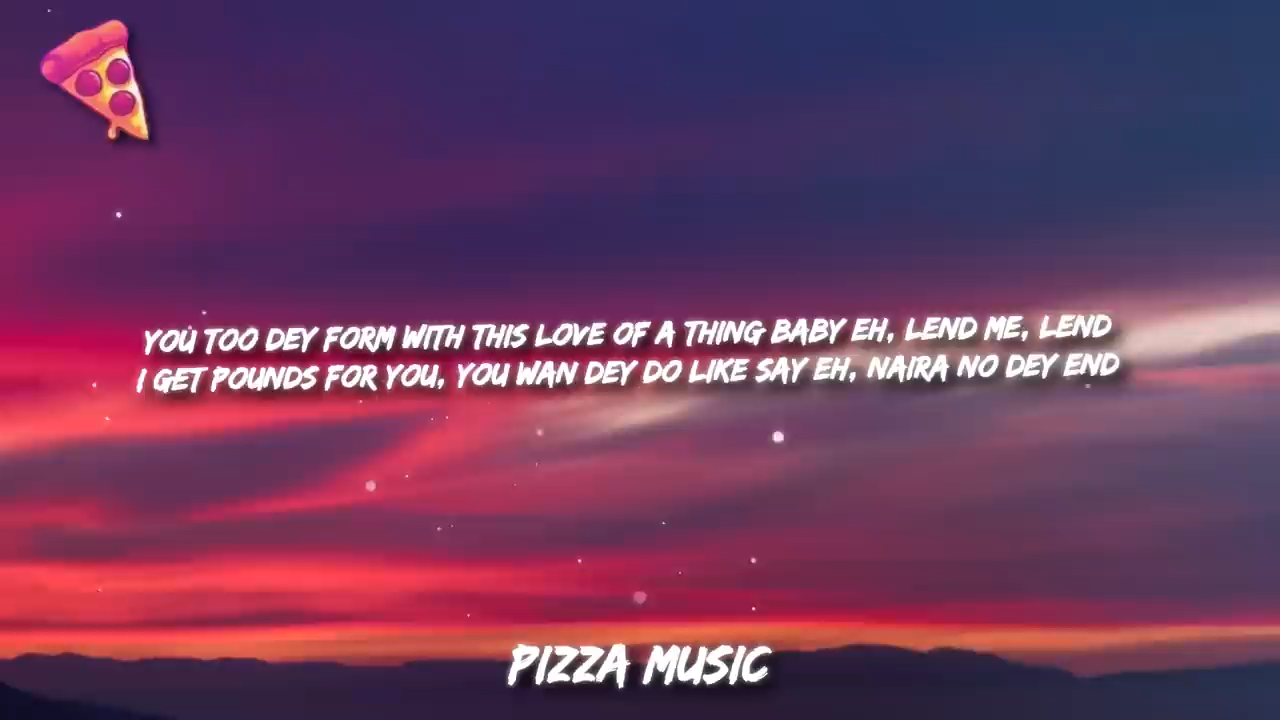 YOU TOO DEY FORM WITH THIS LOVE OF A THING BABY EH, LEND ME, LEND
I GET POUNDS FOR YOU, YOU WAN DEY DO LIKE SAY EH, NAIRA NO DEY END
PIZZA MUSIC